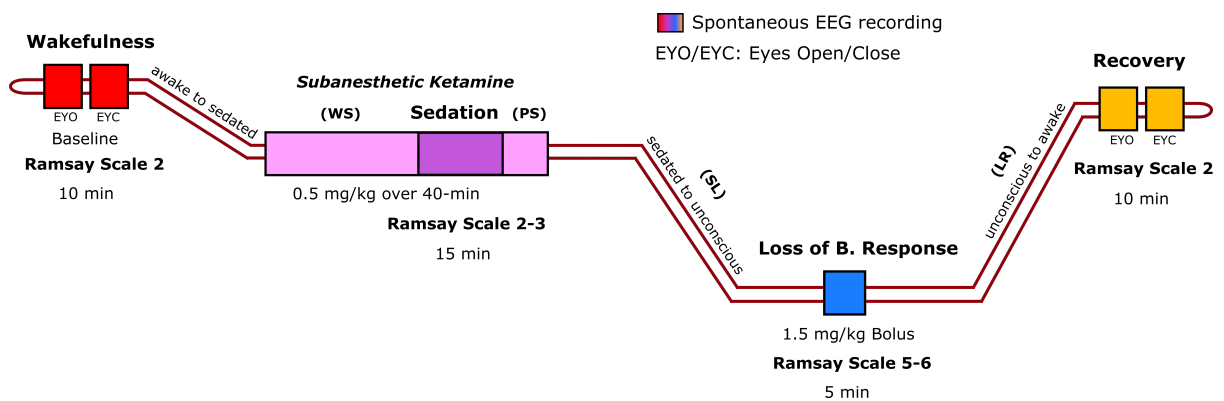 Spontaneous EEG recording
EYO/EYC: Eyes Open/Close
Wakefulness
EYO
EYC
Baseline
Ramsay Scale 2
10 min
awake to sedated
Subanesthetic Ketamine
(WS)
Sedation
(PS)
0.5 mg/kg over 40-min
Ramsay Scale 2-3
15 min
(SL)
sedated to unconscious
Loss of B. Response
1.5 mg/kg Bolus
Ramsay Scale 5-6
5 min
(LR)
unconscious to awake
Recovery
EYO
EYC
Ramsay Scale 2
10 min